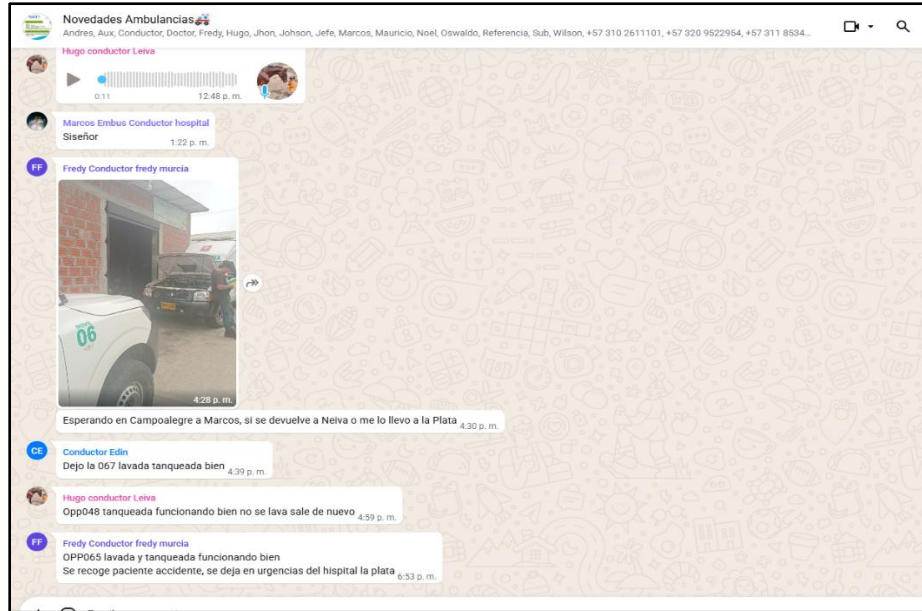 Novedades Ambulancias🚑
Andres, Aux, Conductor, Doctor, Fredy, Hugo, Jhon, Johson, Jefe, Marcos, Mauricio, Noel, Oswaldo, Referencia, Sub, Wilson, +57 310 2611101, +57 320 9522954, +57 311 8534...
Hugo conductor Leiva
0:11 12:48 p. m.
Marcos Embus Conductor hospital
Siseñor
1:22 p. m.
FF
Fredy Conductor fredy murcia
06
4:28 p. m.
Esperando en Campoalegre a Marcos, si se devuelve a Neiva o me lo llevo a la Plata 4:30 p. m.
CE
Conductor Edin
Dejo la 067 lavada tanqueada bien 4:39 p. m.
Hugo conductor Leiva
Opp048 tanqueada funcionando bien no se lava sale de nuevo 4:59 p. m.
FF
Fredy Conductor fredy murcia
OPP065 lavada y tanqueada funcionando bien
Se recoge paciente accidente, se deja en urgencias del hispital la plata 6:53 p. m.